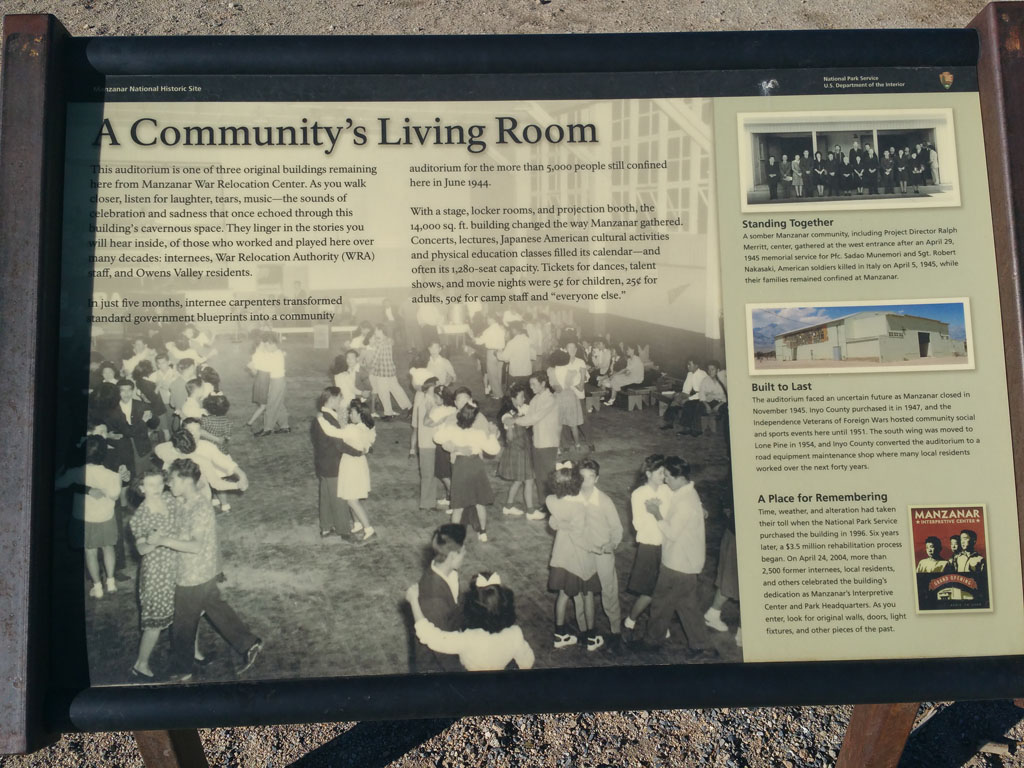 Manzanar National Historic Site
National Park Service
U.S. Department of the Interior
A Community's Living Room
This auditorium is one of three original buildings remaining
here from Manzanar War Relocation Center. As you walk
closer, listen for laughter, tears, music—the sounds of
celebration and sadness that once echoed through this
building's cavernous space. They linger in the stories you
will hear inside, of those who worked and played here over
many decades: internees, War Relocation Authority (WRA)
staff, and Owens Valley residents.
In just five months, internee carpenters transformed
standard government blueprints into a community
auditorium for the more than 5,000 people still confined
here in June 1944.
With a stage, locker rooms, and projection booth, the
14,000 sq. ft. building changed the way Manzanar gathered.
Concerts, lectures, Japanese American cultural activities
and physical education classes filled its calendar—and
often its 1,280-seat capacity. Tickets for dances, talent
shows, and movie nights were 5¢ for children, 25¢ for
adults, 50¢ for camp staff and "everyone else."
Standing Together
A somber Manzanar community, including Project Director Ralph
Merritt, center, gathered at the west entrance after an April 29,
1945 memorial service for Pfc. Sadao Munemori and Sgt. Robert
Nakasaki, American soldiers killed in Italy on April 5, 1945, while
their families remained confined at Manzanar.
Built to Last
The auditorium faced an uncertain future as Manzanar closed in
November 1945. Inyo County purchased it in 1947, and the
Independence Veterans of Foreign Wars hosted community social
and sports events here until 1951. The south wing was moved to
Lone Pine in 1954, and Inyo County converted the auditorium to a
road equipment maintenance shop where many local residents
worked over the next forty years.
A Place for Remembering
Time, weather, and alteration had taken
their toll when the National Park Service
purchased the building in 1996. Six years
later, a $3.5 million rehabilitation process
began. On April 24, 2004, more than
2,500 former internees, local residents,
and others celebrated the building's
dedication as Manzanar's Interpretive
Center and Park Headquarters. As you
enter, look for original walls, doors, light
fixtures, and other pieces of the past.
MANZANAR
INTERPRETIVE CENTER
GRAND OPENING